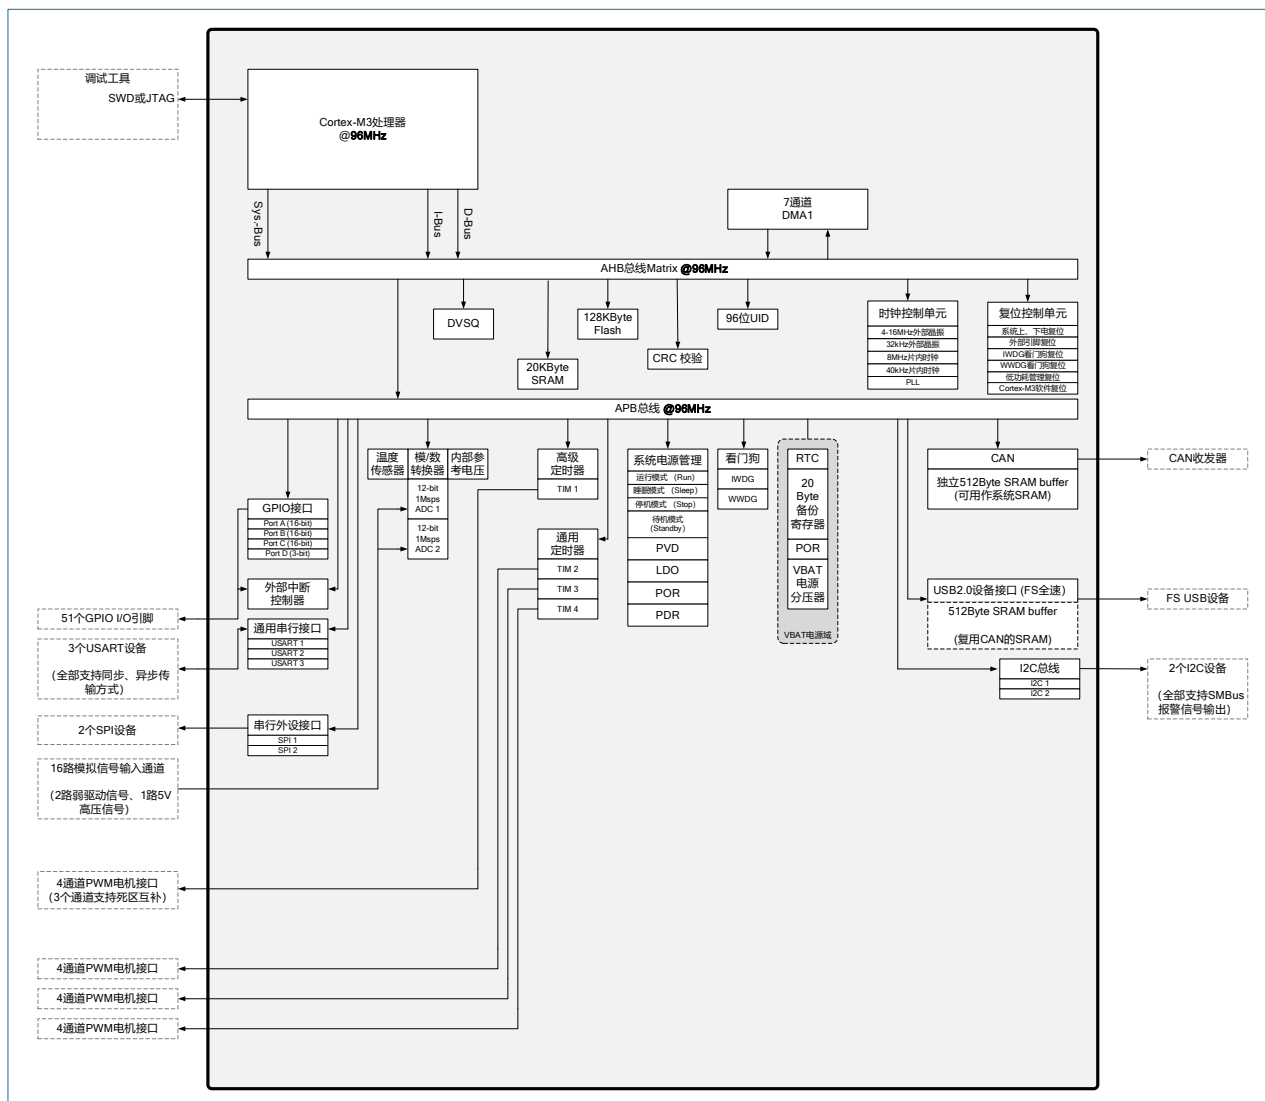 调试工具
SWD或JTAG
Cortex-M3处理器
@96MHz
Sys.-Bus
I-Bus
D-Bus
7通道
DMA1
AHB总线Matrix @96MHz
DVSQ
20KByte
SRAM
128KByte
Flash
CRC 校验
96位UID
时钟控制单元
4-16MHz外部晶振
32kHz外部晶振
8MHz片内时钟
40kHz片内时钟
PLL
复位控制单元
系统上、下电复位
外部引脚复位
IWDG看门狗复位
WWDG看门狗复位
低功耗管理复位
Cortex-M3软件复位
APB总线 @96MHz
GPIO接口
Port A (16-bit)
Port B (16-bit)
Port C (16-bit)
Port D (3-bit)
外部中断
控制器
通用串行接口
USART 1
USART 2
USART 3
串行外设接口
SPI 1
SPI 2
温度
传感器
模/数
转换器
内部参
考电压
12-bit
1Msps
ADC 1
12-bit
1Msps
ADC 2
高级
定时器
TIM 1
通用
定时器
TIM 2
TIM 3
TIM 4
系统电源管理
运行模式 （Run)
睡眠模式 （Sleep)
停机模式 （Stop)
待机模式
(Standby)
PVD
LDO
POR
PDR
看门狗
IWDG
WWDG
RTC
20
Byte
备份
寄存器
POR
VBAT
电源
分压器
VBAT电源域
CAN
独立512Byte SRAM buffer
(可用作系统SRAM)
USB2.0设备接口 (FS全速）
512Byte SRAM buffer
(复用CAN的SRAM)
I2C总线
I2C 1
I2C 2
CAN收发器
FS USB设备
2个I2C设备
（全部支持SMBus
报警信号输出）
51个GPIO I/O引脚
3个USART设备
（全部支持同步、异步传
输方式）
2个SPI设备
16路模拟信号输入通道
（2路弱驱动信号、1路5V
高压信号）
4通道PWM电机接口
（3个通道支持死区互补）
4通道PWM电机接口
4通道PWM电机接口
4通道PWM电机接口